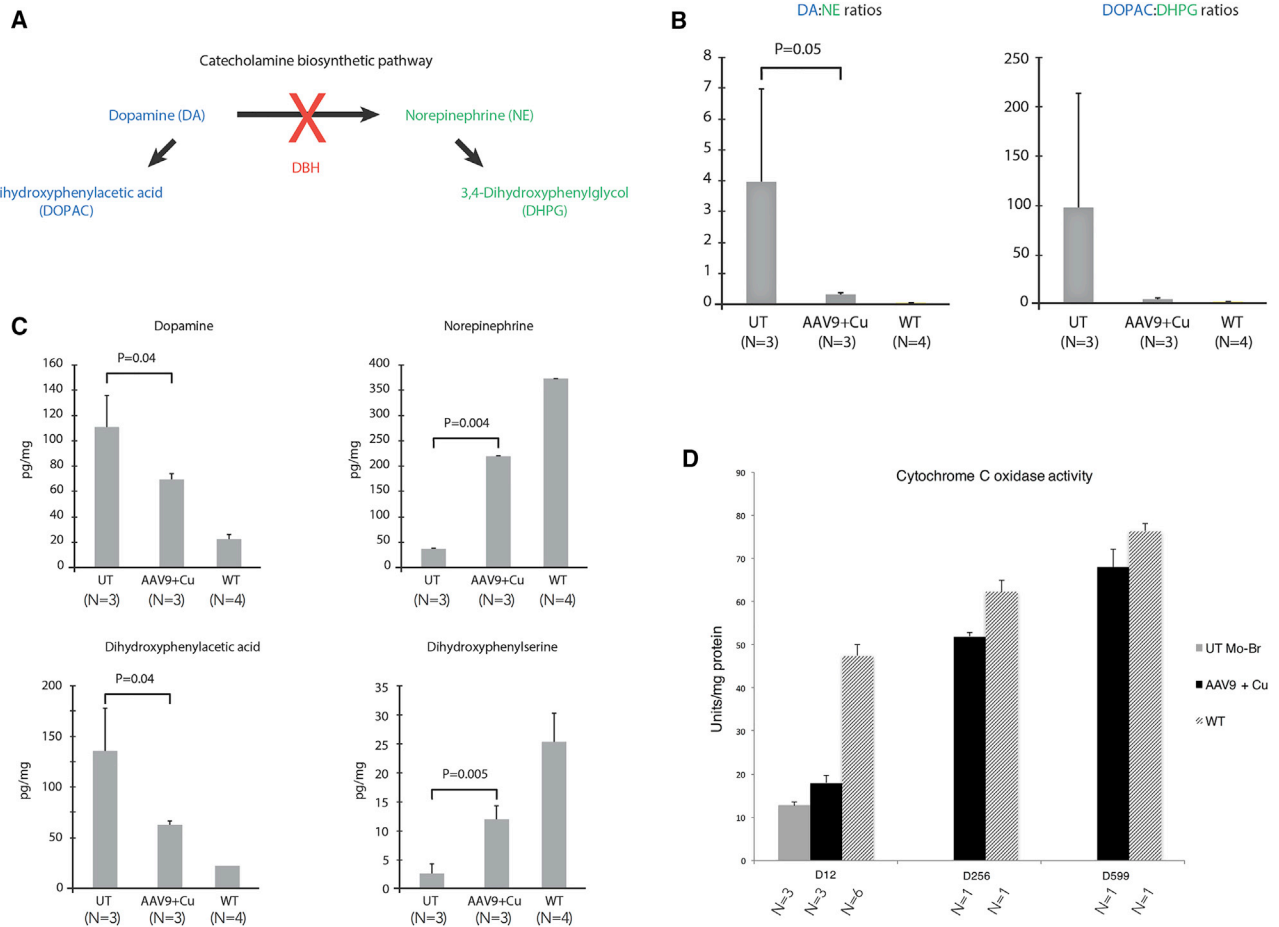 A
Catecholamine biosynthetic pathway
Dopamine (DA)
Norepinephrine (NE)
DBH
ihydroxyphenylacetic acid
(DOPAC)
3,4-Dihydroxyphenylglycol
(DHPG)
B
DA:NE ratios
P=0.05
8
7
6
5
4
3
2
1
0
UT
(N=3)
AAV9+Cu
(N=3)
WT
(N=4)
DOPAC:DHPG ratios
250
200
150
100
50
0
UT
(N=3)
AAV9+Cu
(N=3)
WT
(N=4)
C
Dopamine
P=0.04
pg/mg
160
140
120
100
80
60
40
20
0
UT
(N=3)
AAV9+Cu
(N=3)
WT
(N=4)
Norepinephrine
P=0.004
pg/mg
400
350
300
250
200
150
100
50
0
UT
(N=3)
AAV9+Cu
(N=3)
WT
(N=4)
Dihydroxyphenylacetic acid
P=0.04
pg/mg
200
150
100
50
0
UT
(N=3)
AAV9+Cu
(N=3)
WT
(N=4)
Dihydroxyphenylserine
P=0.005
pg/mg
35
30
25
20
15
10
5
0
UT
(N=3)
AAV9+Cu
(N=3)
WT
(N=4)
D
Cytochrome C oxidase activity
Units/mg protein
90
80
70
60
50
40
30
20
10
0
D12
D256
D599
N=3
N=3
N=6
N=1
N=1
N=1
N=1
UT Mo-Br
AAV9 + Cu
WT